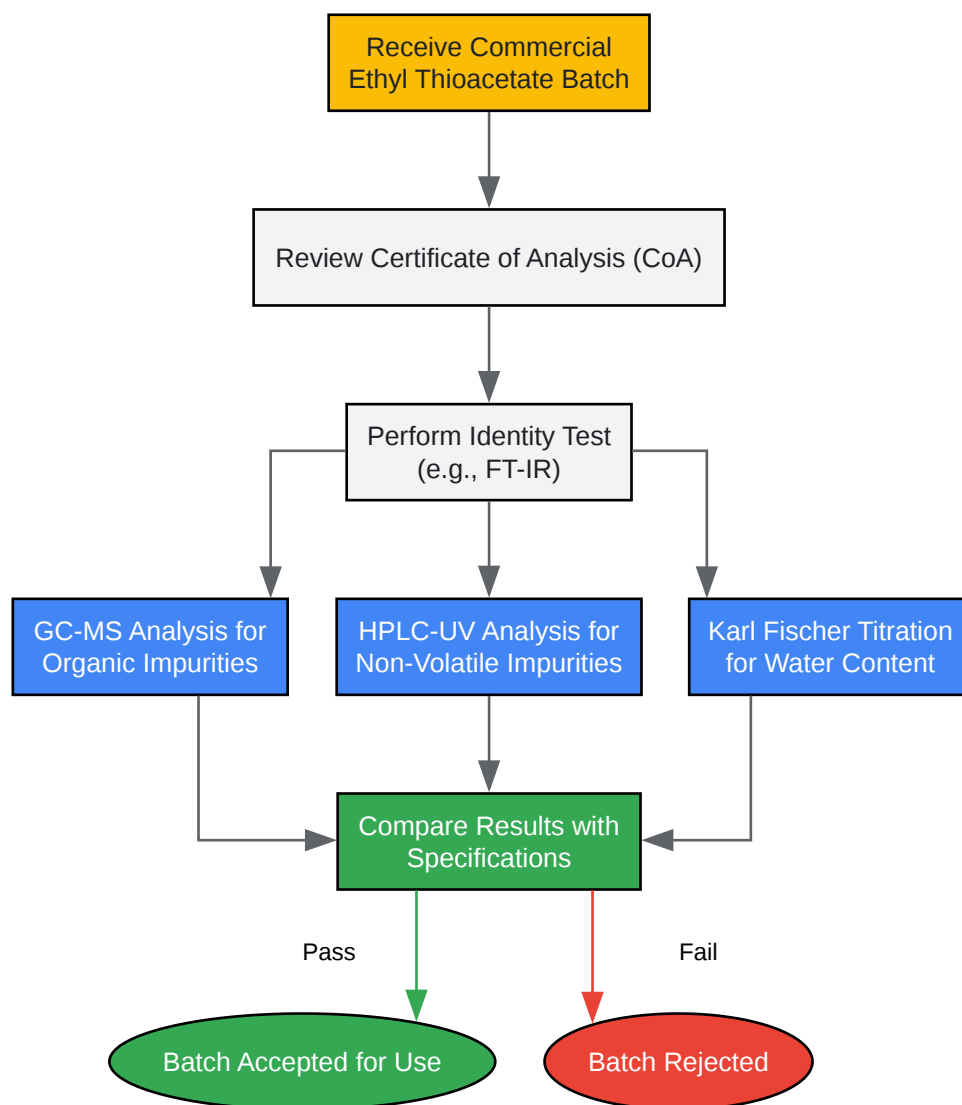 Receive Commercial
Ethyl Thioacetate Batch
Review Certificate of Analysis (CoA)
Perform Identity Test
(e.g., FT-IR)
GC-MS Analysis for
Organic Impurities
HPLC-UV Analysis for
Non-Volatile Impurities
Karl Fischer Titration
for Water Content
Compare Results with
Specifications
Pass
Fail
Batch Accepted for Use
Batch Rejected